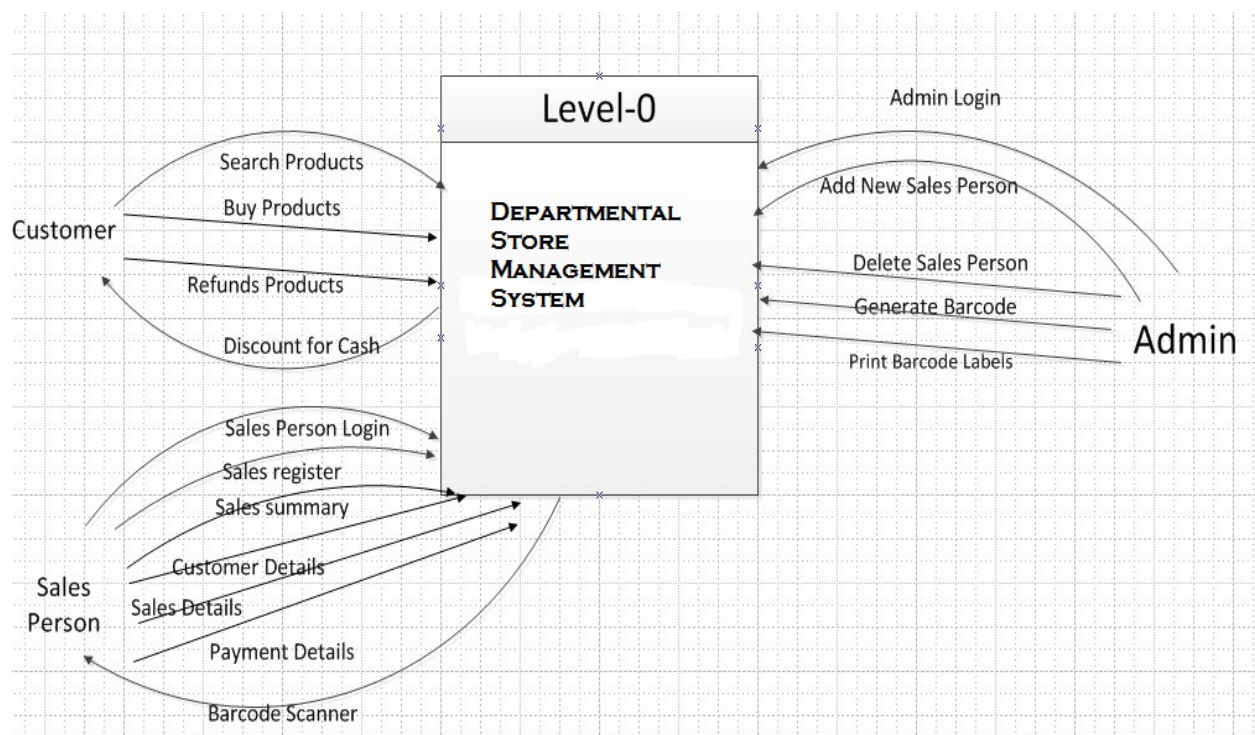 Level-0
Departmental
Store
Management
System
Customer
Search Products
Buy Products
Refunds Products
Discount for Cash
Admin Login
Add New Sales Person
Delete Sales Person
Generate Barcode
Print Barcode Labels
Admin
Sales Person Login
Sales register
Sales summary
Customer Details
Sales Details
Payment Details
Barcode Scanner
Sales
Person